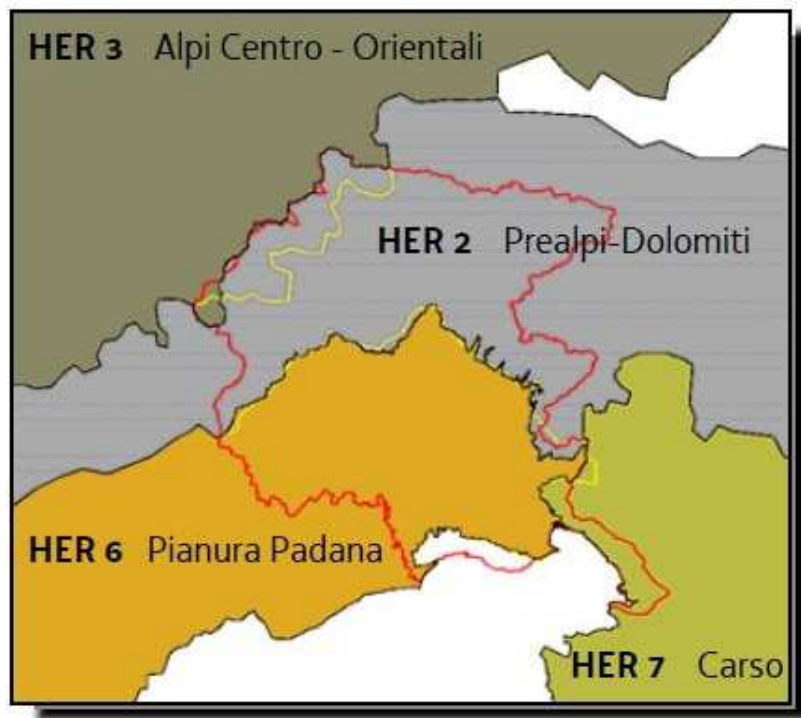 HER 3 Alpi Centro - Orientali
HER 2 Prealpi-Dolomiti
HER 6 Pianura Padana
HER 7 Carso